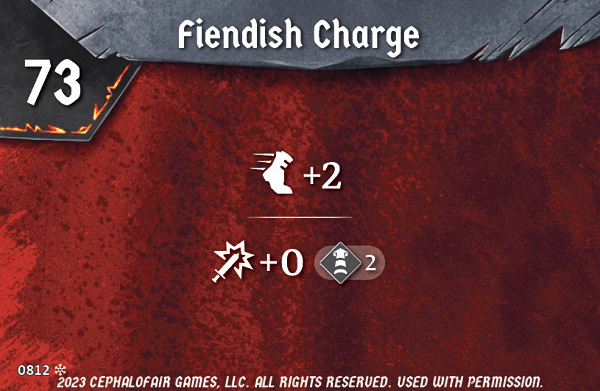 Fiendish Charge
73
+2
+0 2
0812
2023 CEPHALOFAIR GAMES, LLC. ALL RIGHTS RESERVED. USED WITH PERMISSION.